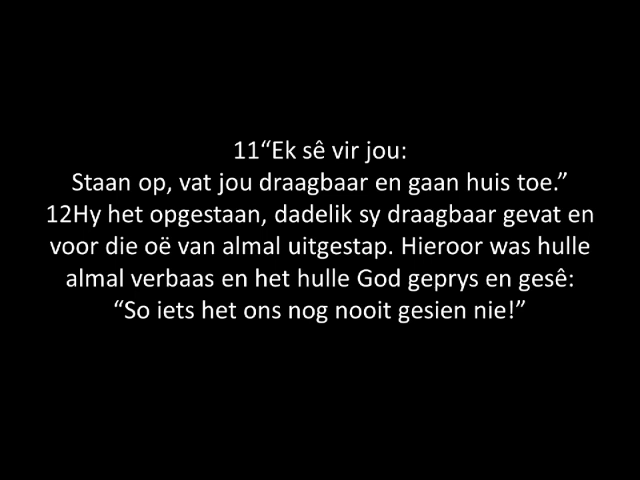 11“Ek sê vir jou:
Staan op, vat jou draagbaar en gaan huis toe.”
12Hy het opgestaan, dadelik sy draagbaar gevat en
voor die oë van almal uitgestap. Hieroor was hulle
almal verbaas en het hulle God geprys en gesê:
“So iets het ons nog nooit gesien nie!”